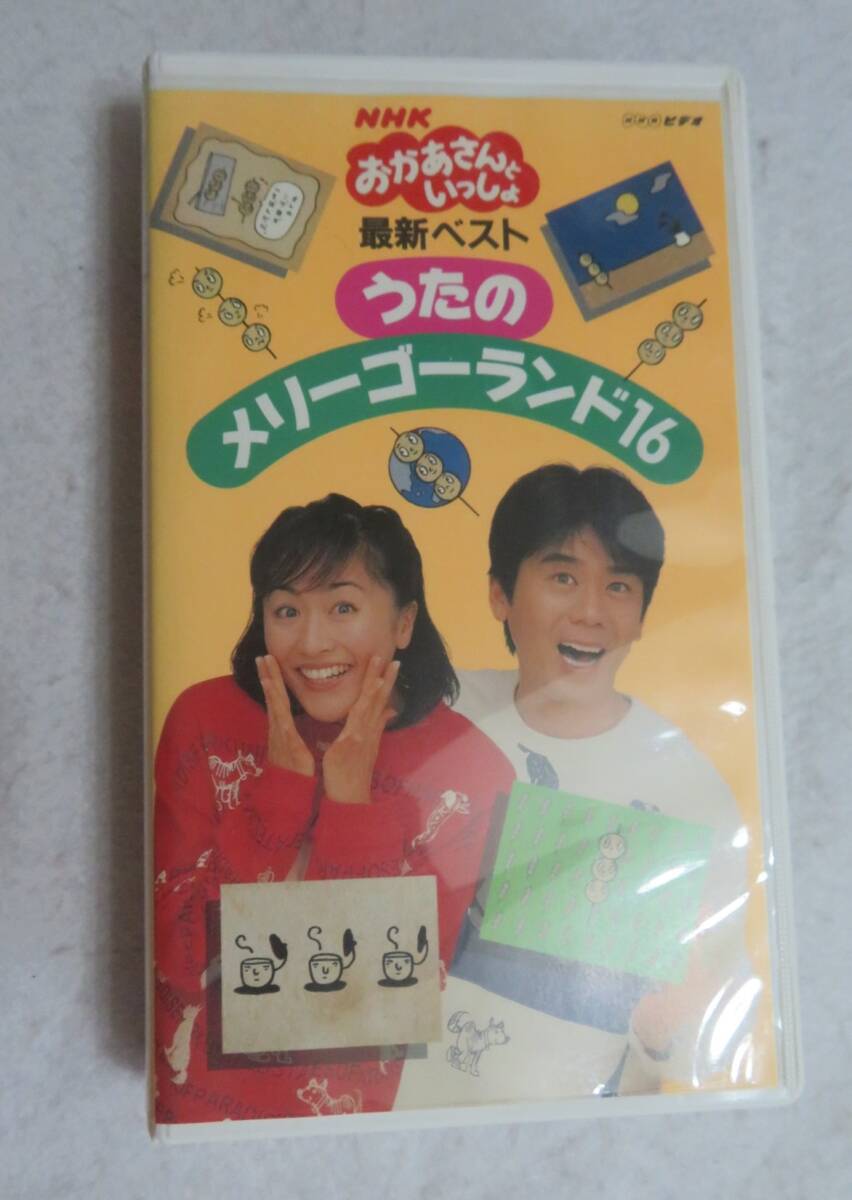 NHK
NHKビデオ
おかあさんと
いっしょ
最新ベスト
うたの
メリーゴーランド16